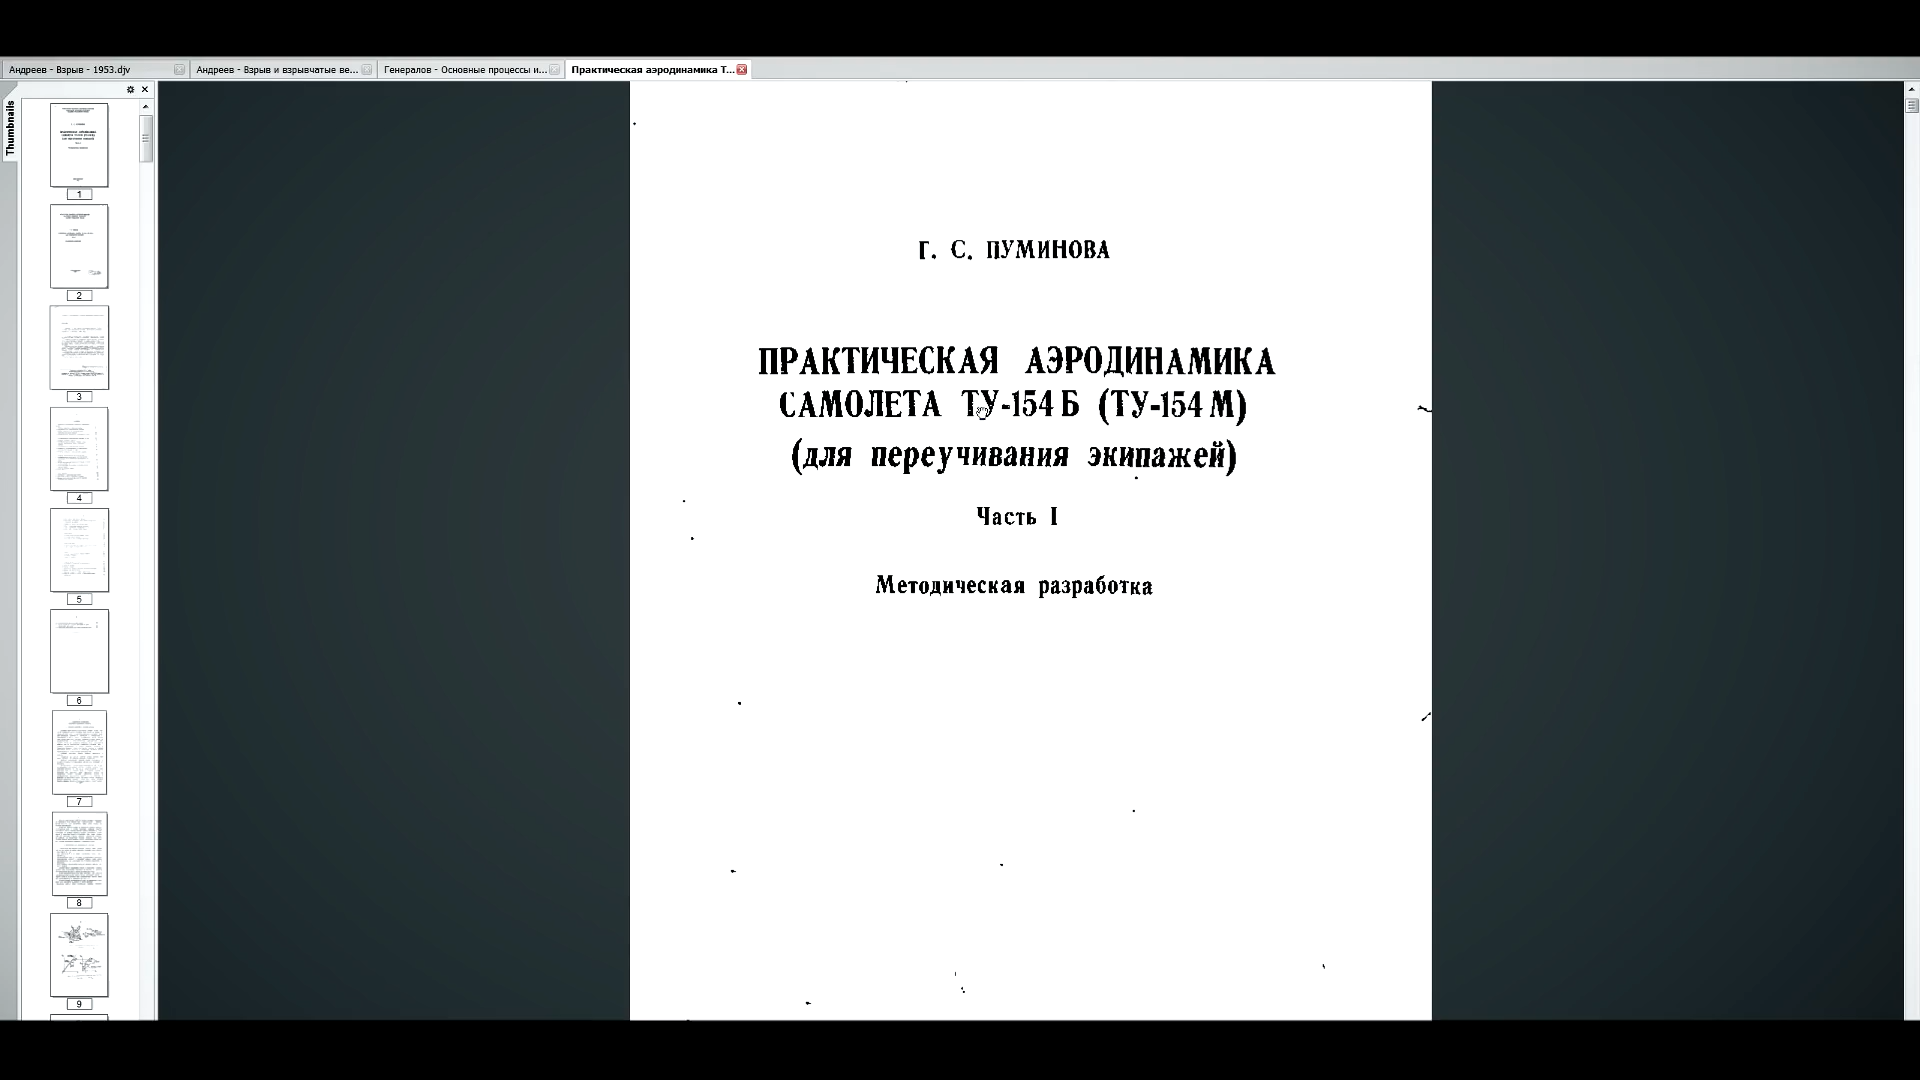 Андреев - Взрыв - 1953.djv
Андреев - Взрыв и взрывчатые ве...
Генералов - Основные процессы и...
Практическая аэродинамика Т...
Thumbnails
1
2
3
4
5
6
7
8
9
Г. С. ПУМИНОВА
ПРАКТИЧЕСКАЯ АЭРОДИНАМИКА
САМОЛЕТА ТУ-154 Б (ТУ-154 М)
(для переучивания экипажей)
Часть I
Методическая разработка